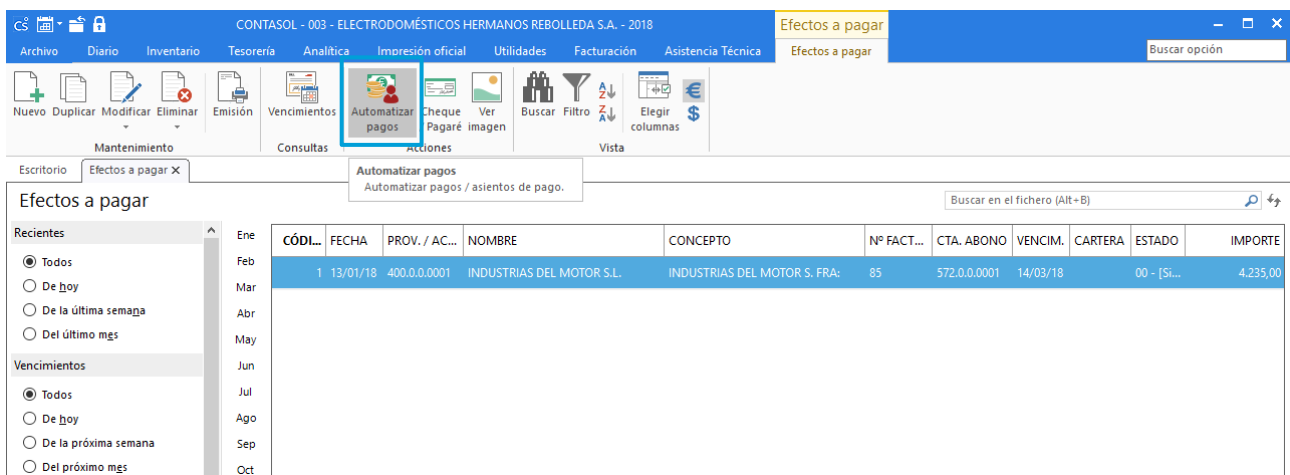 CONTASOL - 003 - ELECTRODOMÉSTICOS HERMANOS REBOLLEDA S.A. - 2018
Efectos a pagar
Archivo Diario Inventario Tesorería Analítica Impresión oficial Utilidades Facturación Asistencia Técnica Efectos a pagar
Buscar opción
Nuevo Duplicar Modificar Eliminar Emisión Vencimientos Automatizar pagos Cheque Pagaré Ver imagen Buscar Filtro Elegir columnas
Mantenimiento Consultas Acciones Vista
Escritorio Efectos a pagar X
Automatizar pagos
Automatizar pagos / asientos de pago.
Efectos a pagar
Buscar en el fichero (Alt+B)
Recientes
Todos
De hoy
De la última semana
Del último mes
Vencimientos
Todos
De hoy
De la próxima semana
Del próximo mes
Ene
Feb
Mar
Abr
May
Jun
Jul
Ago
Sep
Oct
CÓDI... FECHA PROV. / AC... NOMBRE CONCEPTO Nº FACT... CTA. ABONO VENCIM. CARTERA ESTADO IMPORTE
1 13/01/18 400.0.0.0001 INDUSTRIAS DEL MOTOR S.L. INDUSTRIAS DEL MOTOR S. FRA: 85 572.0.0.0001 14/03/18 00 - [Si... 4.235,00